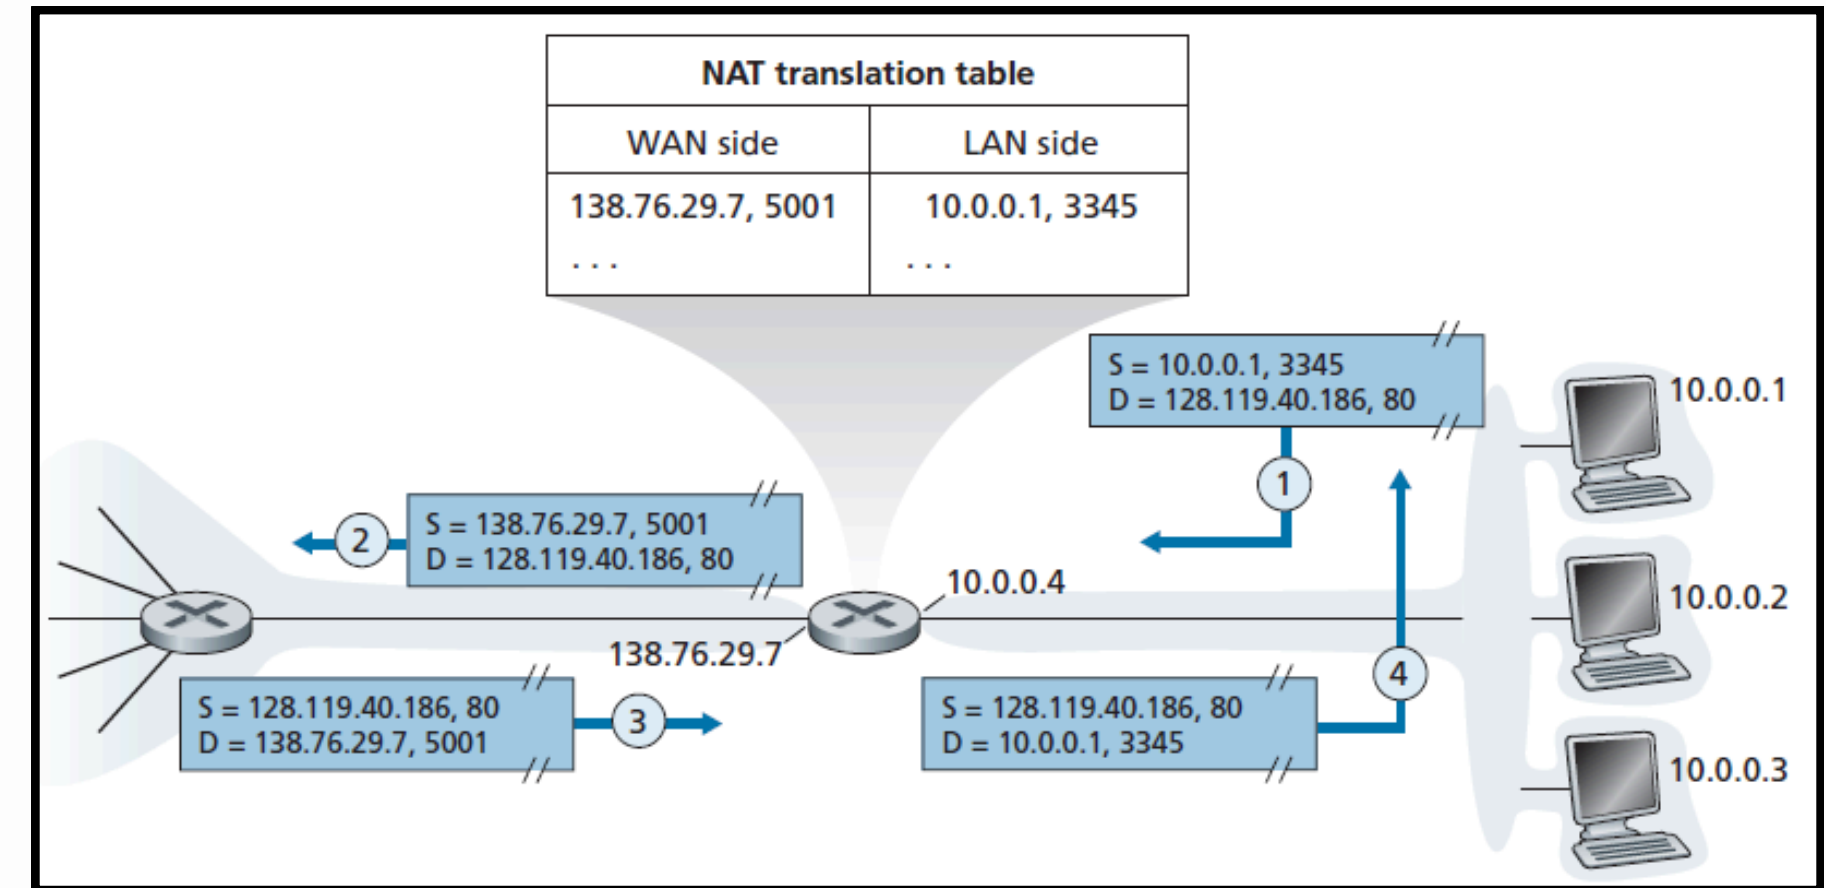 NAT translation table
WAN side
LAN side
138.76.29.7, 5001
10.0.0.1, 3345
. . .
. . .
S = 10.0.0.1, 3345
D = 128.119.40.186, 80
1
10.0.0.1
S = 138.76.29.7, 5001
D = 128.119.40.186, 80
2
10.0.0.4
138.76.29.7
10.0.0.2
S = 128.119.40.186, 80
D = 138.76.29.7, 5001
3
S = 128.119.40.186, 80
D = 10.0.0.1, 3345
4
10.0.0.3